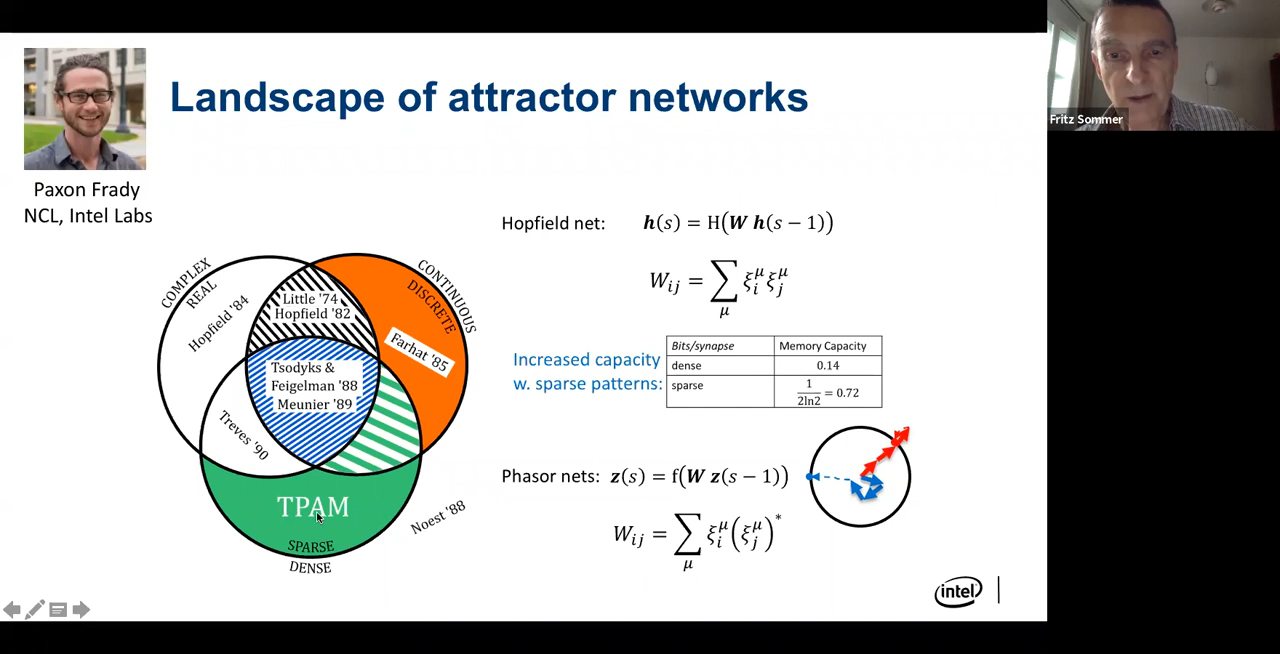 Landscape of attractor networks
Fritz Sommer
Paxon Frady
NCL, Intel Labs
Hopfield net: h(s) = H(W h(s − 1))
W_ij = ∑_μ ξ_i^μ ξ_j^μ
COMPLEX
REAL
CONTINUOUS
DISCRETE
Hopfield '84
Little '74
Hopfield '82
Farhat '85
Tsodyks &
Feigelman '88
Meunier '89
Treves '90
TPAM
SPARSE
DENSE
Noest '88
Increased capacity
w. sparse patterns:
Bits/synapse Memory Capacity
dense 0.14
sparse 1/(2ln2) = 0.72
Phasor nets: z(s) = f(W z(s − 1))
W_ij = ∑_μ ξ_i^μ (ξ_j^μ)^*
intel